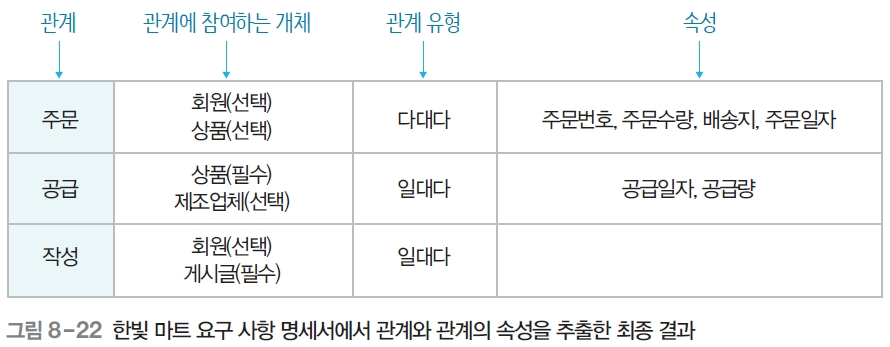 관계 관계에 참여하는 개체 관계 유형 속성
주문 회원(선택) 다대다 주문번호, 주문수량, 배송지, 주문일자
상품(선택)
공급 상품(필수) 일대다 공급일자, 공급량
제조업체(선택)
작성 회원(선택) 일대다
게시글(필수)
그림 8-22 한빛 마트 요구 사항 명세서에서 관계와 관계의 속성을 추출한 최종 결과